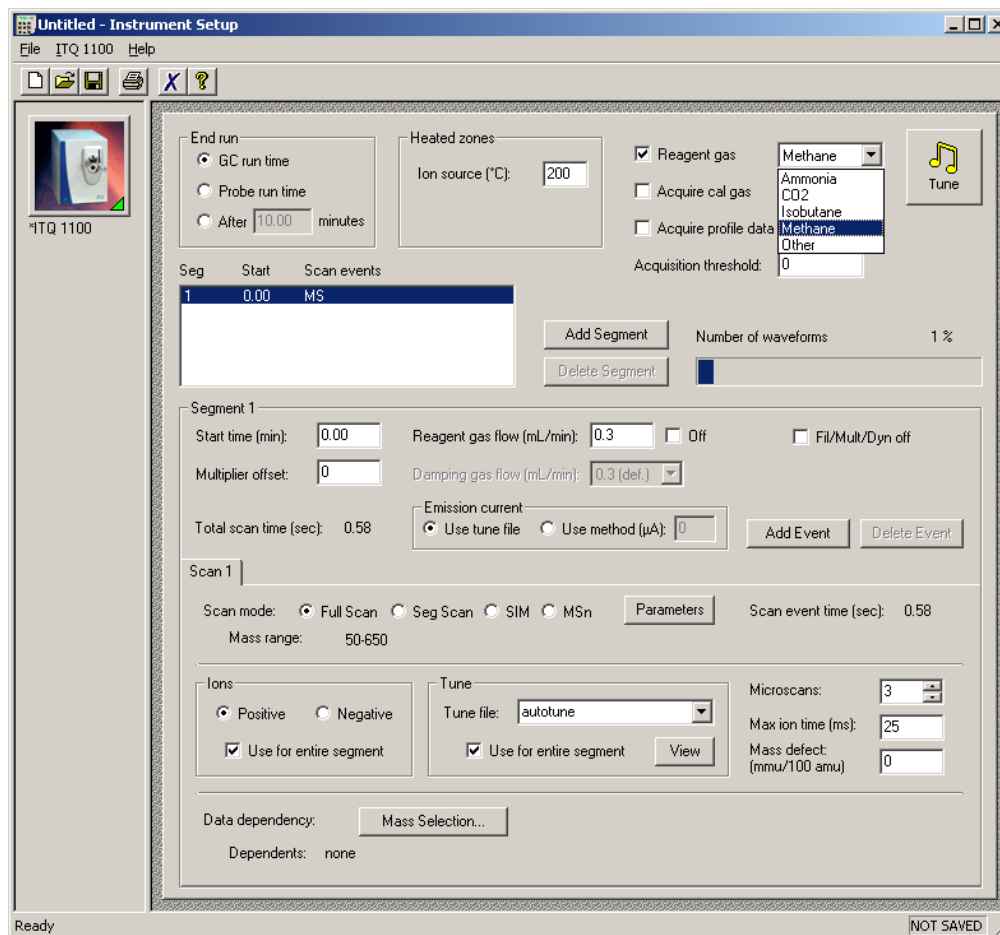 Untitled - Instrument Setup
File ITQ 1100 Help
*ITQ 1100
End run
GC run time
Probe run time
After 10.00 minutes
Heated zones
Ion source (°C): 200
Reagent gas Methane
Acquire cal gas
Acquire profile data
Ammonia
CO2
Isobutane
Methane
Other
Acquisition threshold: 0
Tune
Seg Start Scan events
1 0.00 MS
Add Segment
Delete Segment
Number of waveforms 1 %
Segment 1
Start time (min): 0.00 Reagent gas flow (mL/min): 0.3 Off Fil/Mult/Dyn off
Multiplier offset: 0 Damping gas flow (mL/min): 0.3 (def.)
Emission current
Total scan time (sec): 0.58 Use tune file Use method (µA): 0 Add Event Delete Event
Scan 1
Scan mode: Full Scan Seg Scan SIM MSn Parameters Scan event time (sec): 0.58
Mass range: 50-650
Ions
Positive Negative
Use for entire segment
Tune
Tune file: autotune
Use for entire segment View
Microscans: 3
Max ion time (ms): 25
Mass defect: 0
(mmu/100 amu)
Data dependency: Mass Selection...
Dependents: none
Ready NOT SAVED